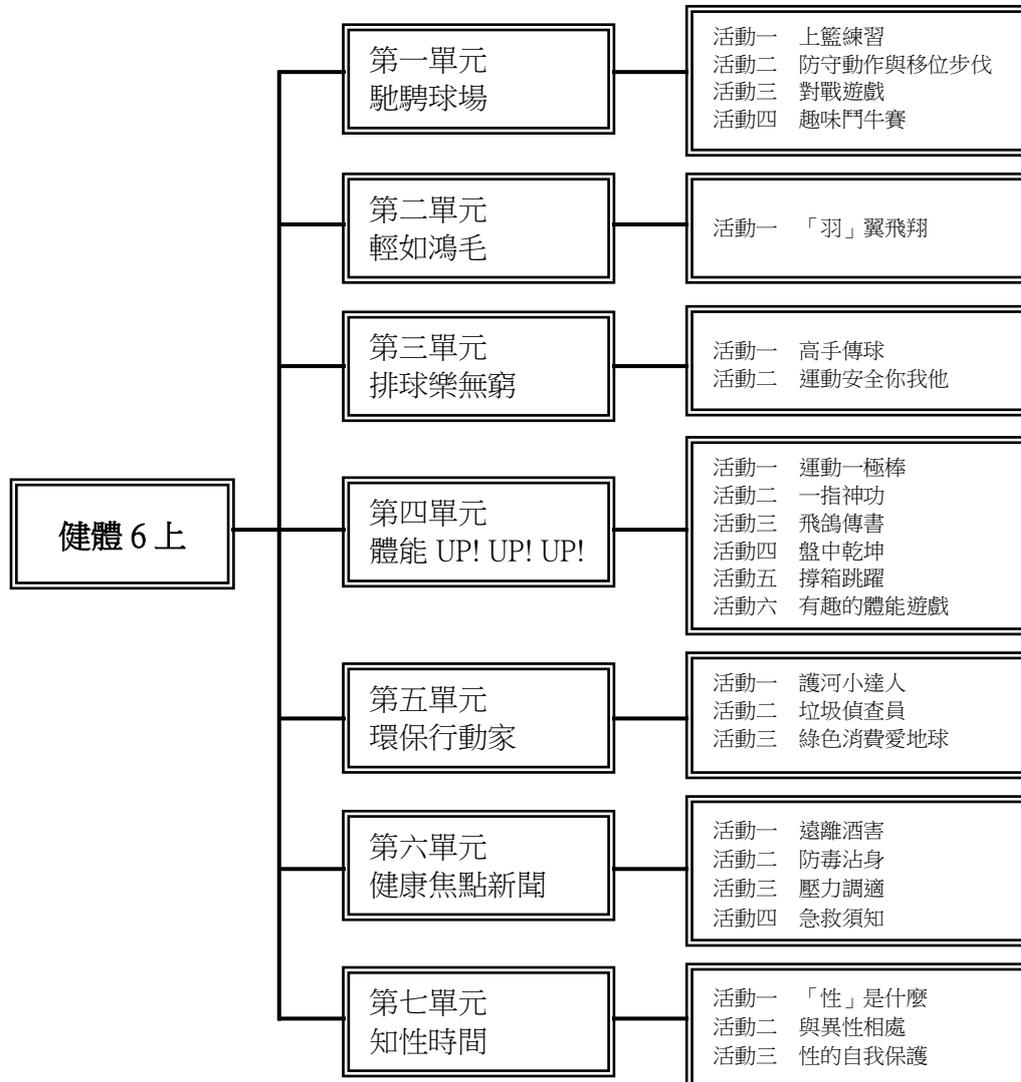 健體 6 上
第一單元
馳騁球場
活動一　上籃練習
活動二　防守動作與移位步伐
活動三　對戰遊戲
活動四　趣味鬥牛賽
第二單元
輕如鴻毛
活動一　「羽」翼飛翔
第三單元
排球樂無窮
活動一　高手傳球
活動二　運動安全你我他
第四單元
體能 UP! UP! UP!
活動一　運動一極棒
活動二　一指神功
活動三　飛鴿傳書
活動四　盤中乾坤
活動五　撐箱跳躍
活動六　有趣的體能遊戲
第五單元
環保行動家
活動一　護河小達人
活動二　垃圾偵查員
活動三　綠色消費愛地球
第六單元
健康焦點新聞
活動一　遠離酒害
活動二　防毒沾身
活動三　壓力調適
活動四　急救須知
第七單元
知性時間
活動一　「性」是什麼
活動二　與異性相處
活動三　性的自我保護